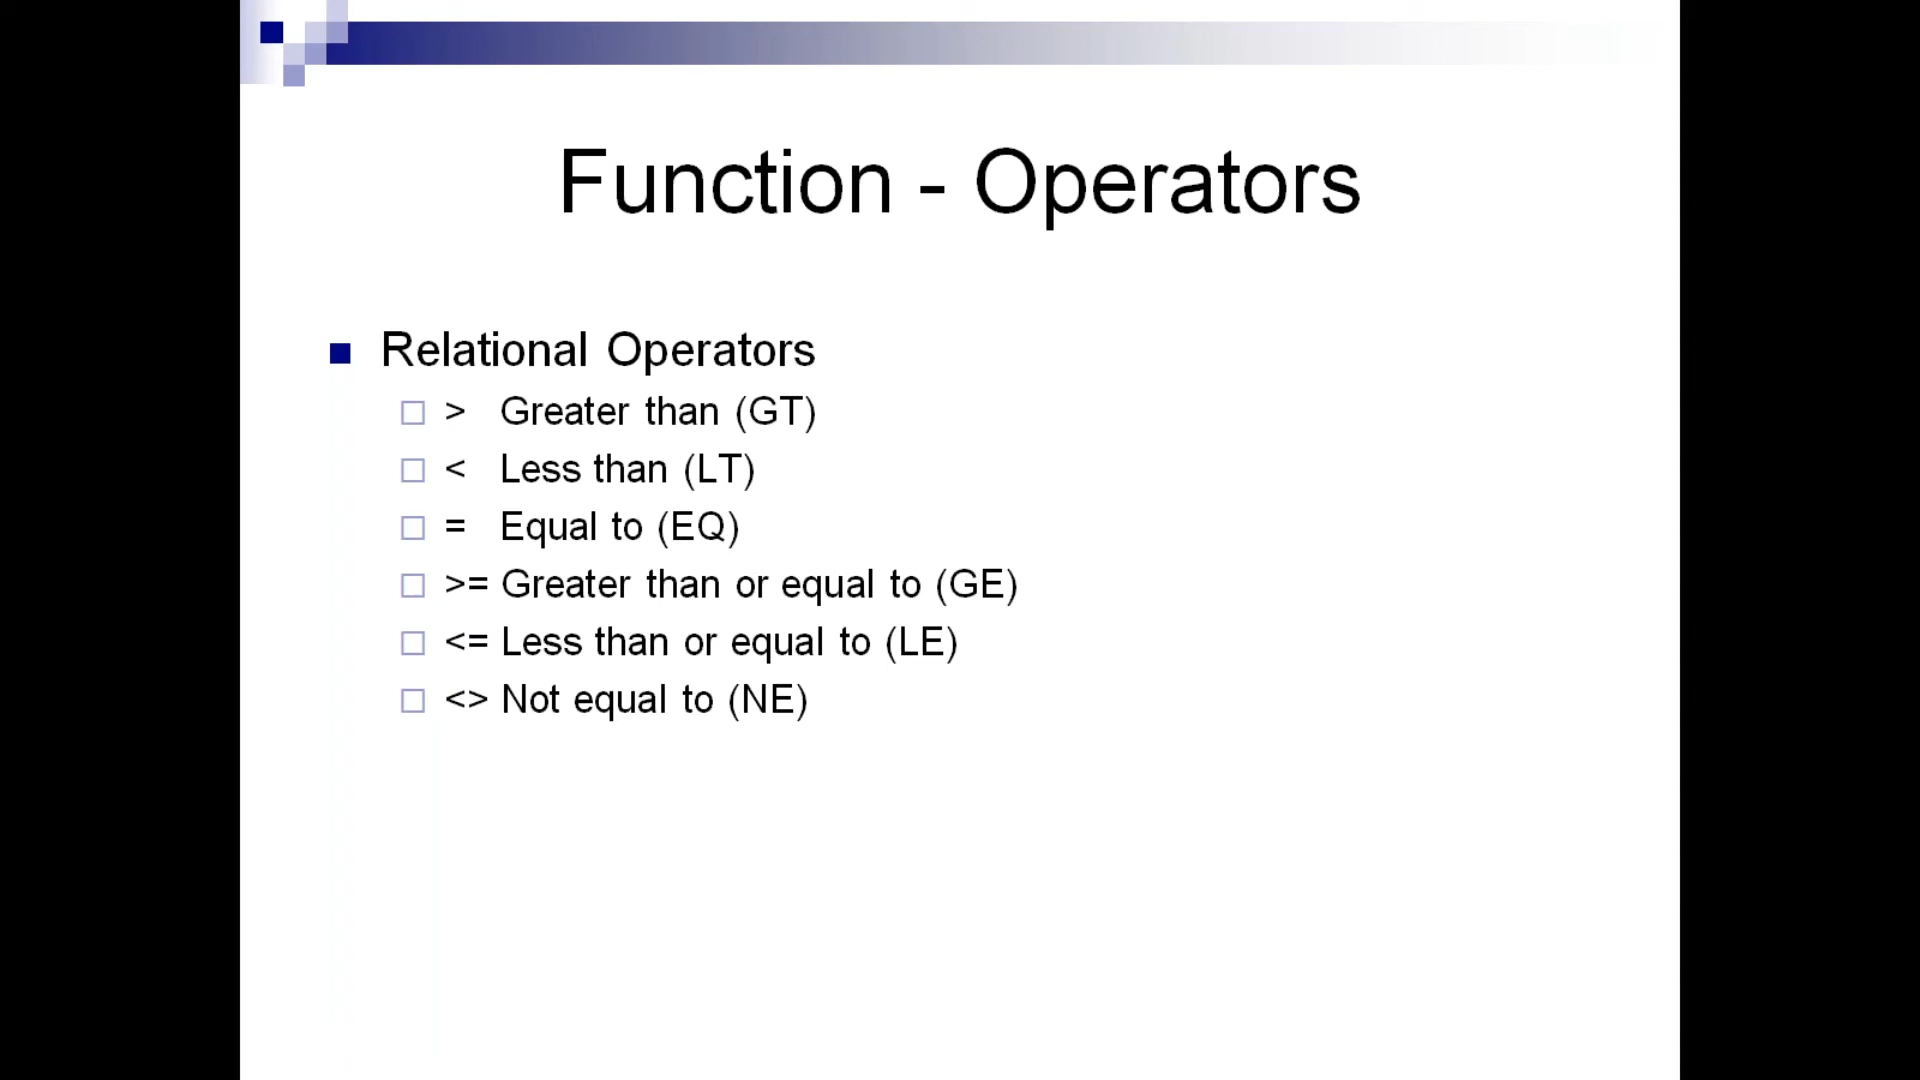 Function - Operators
Relational Operators
> Greater than (GT)
< Less than (LT)
= Equal to (EQ)
>= Greater than or equal to (GE)
<= Less than or equal to (LE)
<> Not equal to (NE)